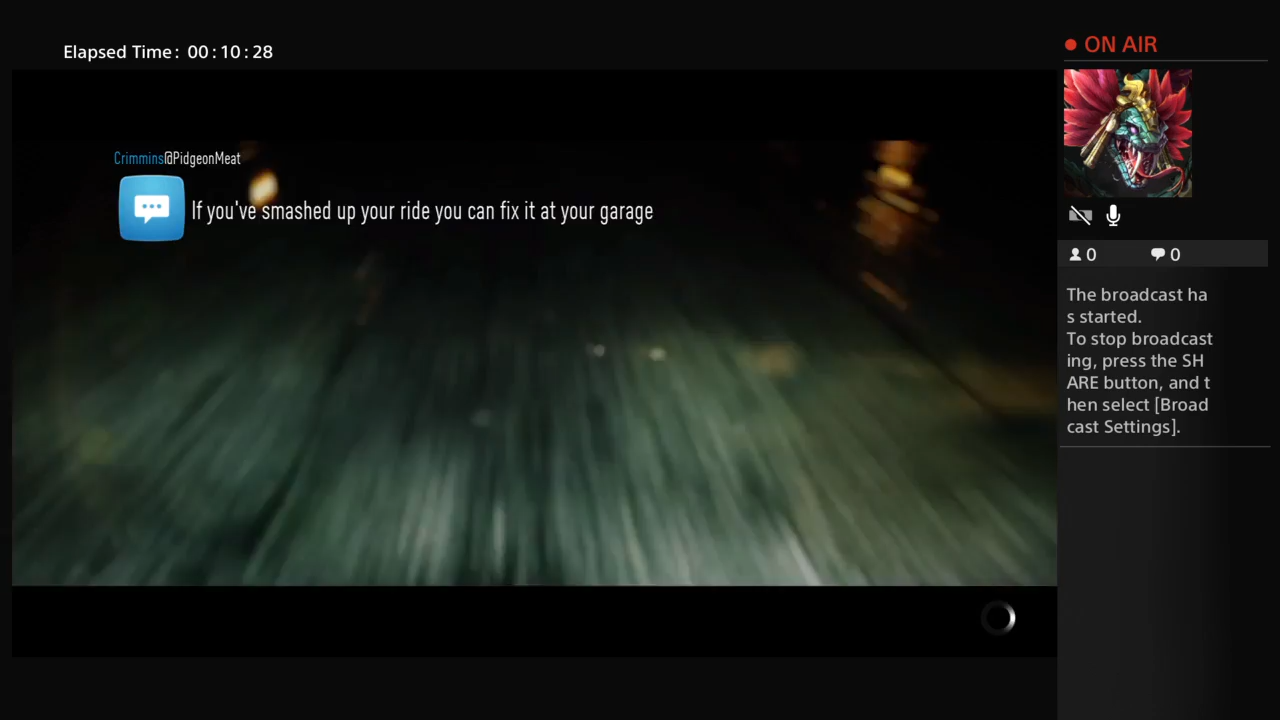 Elapsed Time: 00:10:28
ON AIR
Crimmins@PidgeonMeat
If you've smashed up your ride you can fix it at your garage
0 0
The broadcast ha
s started.
To stop broadcast
ing, press the SH
ARE button, and t
hen select [Broad
cast Settings].